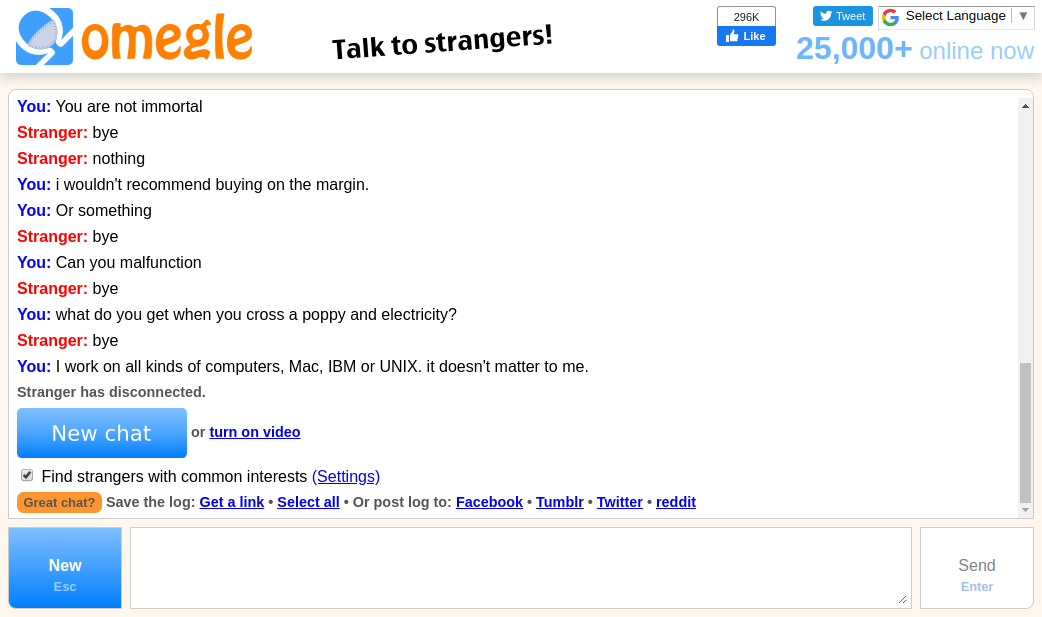 omegle
Talk to strangers!
296K
Like
Tweet
Select Language ▼
25,000+ online now
You: You are not immortal
Stranger: bye
Stranger: nothing
You: i wouldn't recommend buying on the margin.
You: Or something
Stranger: bye
You: Can you malfunction
Stranger: bye
You: what do you get when you cross a poppy and electricity?
Stranger: bye
You: I work on all kinds of computers, Mac, IBM or UNIX. it doesn't matter to me.
Stranger has disconnected.
New chat or turn on video
Find strangers with common interests (Settings)
Great chat? Save the log: Get a link • Select all • Or post log to: Facebook • Tumblr • Twitter • reddit
New
Esc
Send
Enter